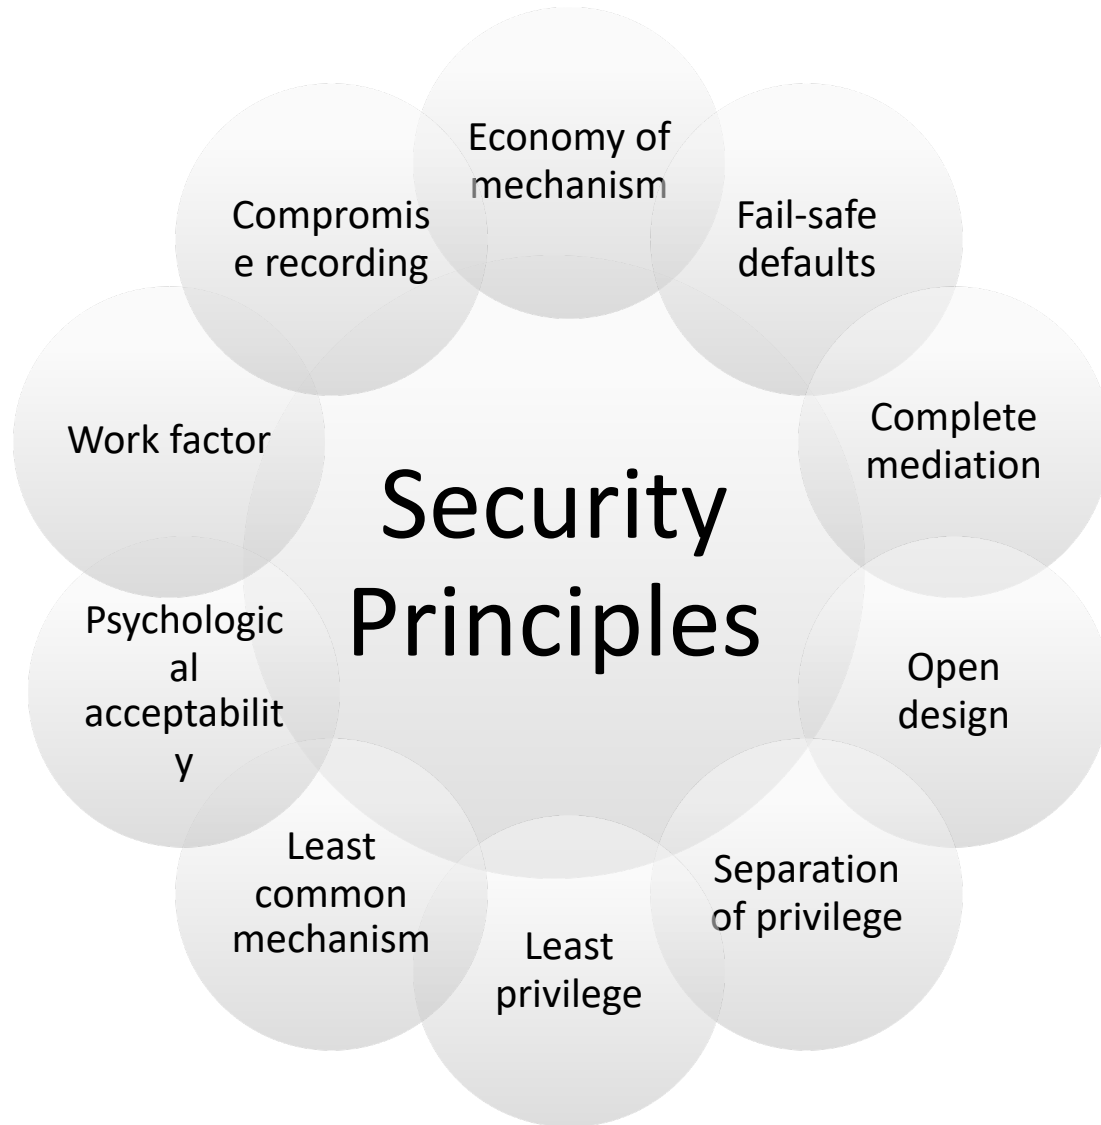 Economy of
mechanism
Fail-safe
defaults
Complete
mediation
Open
design
Separation
of privilege
Least
privilege
Least
common
mechanism
Psychologic
al
acceptabilit
y
Work factor
Compromis
e recording
Security
Principles